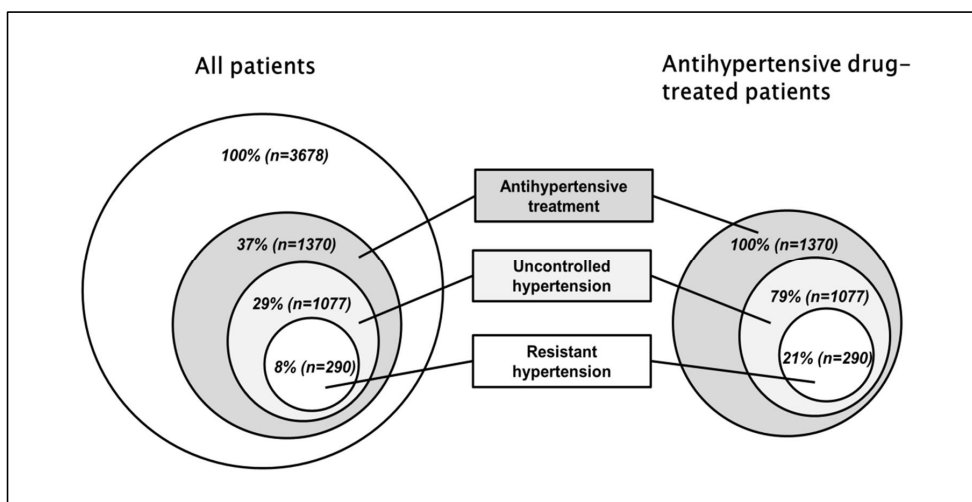 All patients
Antihypertensive drug-
treated patients
100% (n=3678)
Antihypertensive
treatment
37% (n=1370)
100% (n=1370)
Uncontrolled
hypertension
29% (n=1077)
79% (n=1077)
Resistant
hypertension
8% (n=290)
21% (n=290)